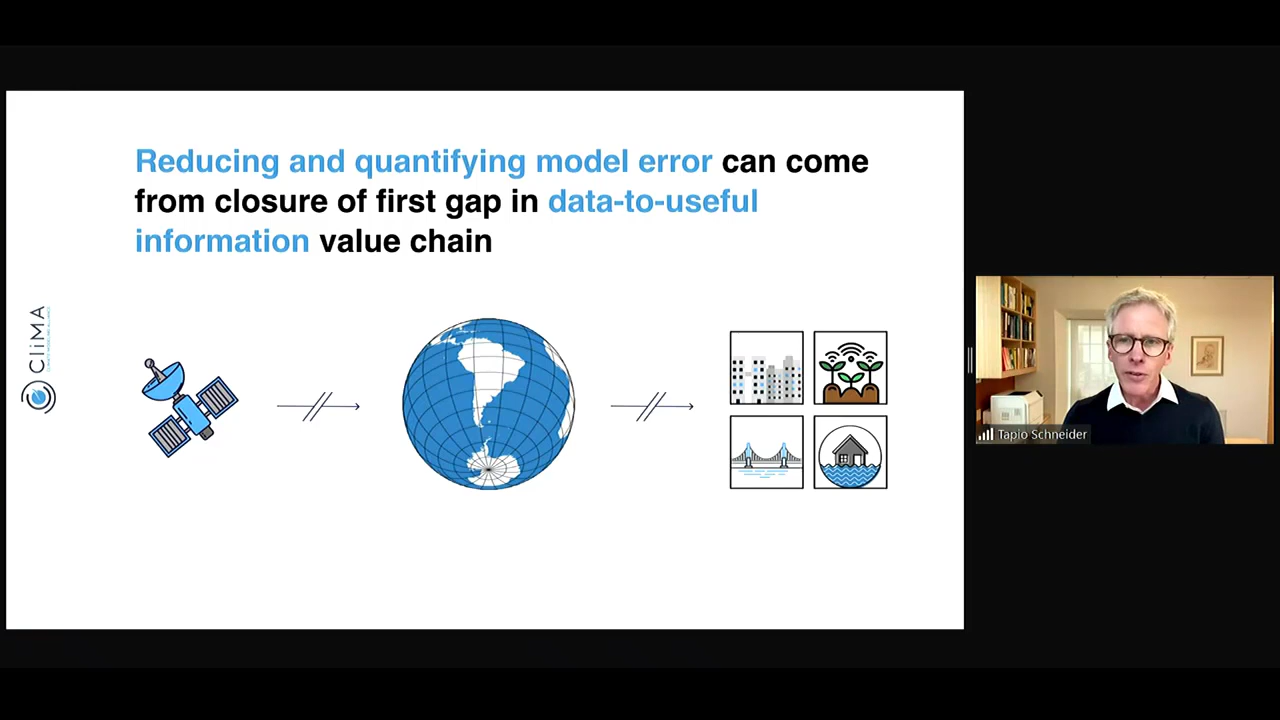 Reducing and quantifying model error can come
from closure of first gap in data-to-useful
information value chain
CliMA
Tapio Schneider